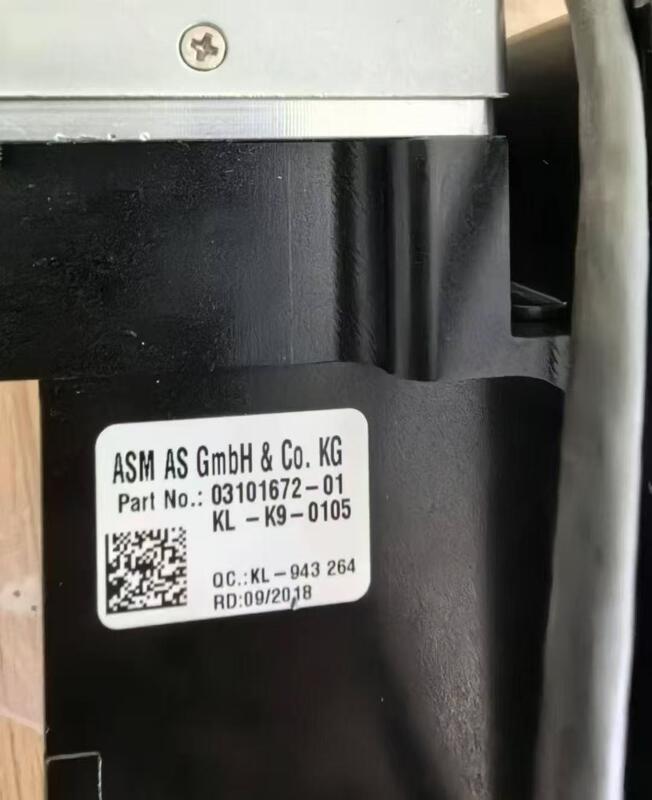 ASM AS GmbH & Co. KG
Part No.: 03101672-01
KL -K9-0105
QC.:KL-943 264
RD:09/2018